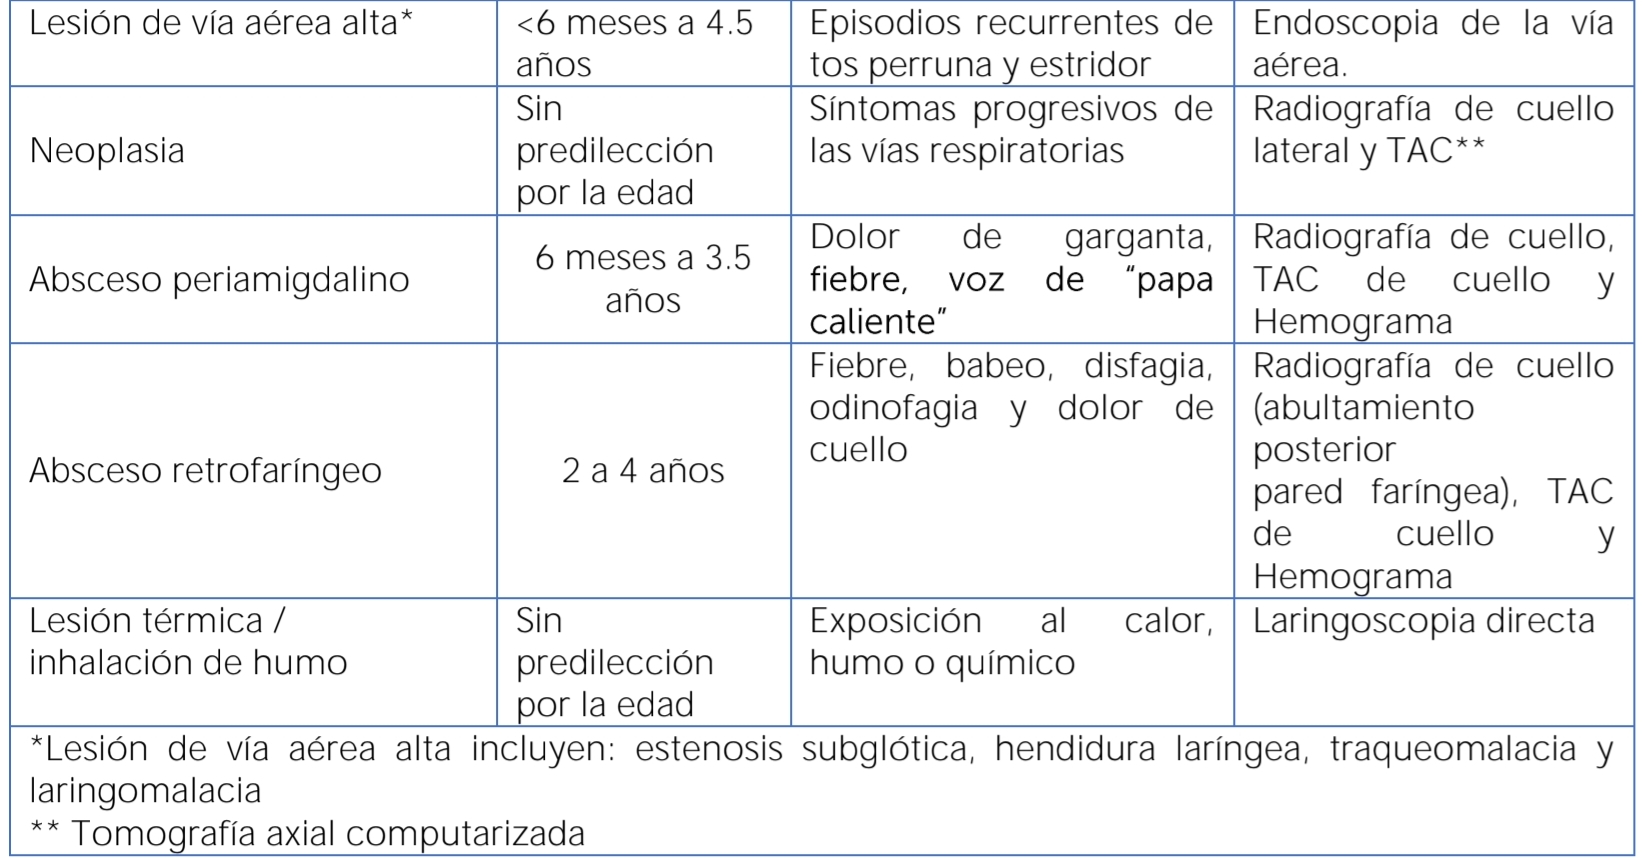 Lesión de vía aérea alta*
<6 meses a 4.5
años
Episodios recurrentes de
tos perruna y estridor
Endoscopia de la vía
aérea.
Neoplasia
Sin
predilección
por la edad
Síntomas progresivos de
las vías respiratorias
Radiografía de cuello
lateral y TAC**
Absceso periamigdalino
6 meses a 3.5
años
Dolor de garganta,
fiebre, voz de “papa
caliente”
Radiografía de cuello,
TAC de cuello y
Hemograma
Absceso retrofaríngeo
2 a 4 años
Fiebre, babeo, disfagia,
odinofagia y dolor de
cuello
Radiografía de cuello
(abultamiento
posterior
pared faríngea), TAC
de cuello y
Hemograma
Lesión térmica /
inhalación de humo
Sin
predilección
por la edad
Exposición al calor,
humo o químico
Laringoscopia directa
*Lesión de vía aérea alta incluyen: estenosis subglótica, hendidura laríngea, traqueomalacia y
laringomalacia
** Tomografía axial computarizada